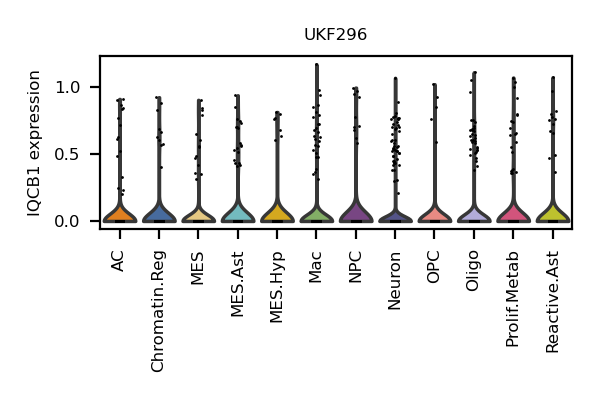 UKF296
IQCB1 expression
1.0
0.5
0.0
AC
Chromatin.Reg
MES
MES.Ast
MES.Hyp
Mac
NPC
Neuron
OPC
Oligo
Prolif.Metab
Reactive.Ast